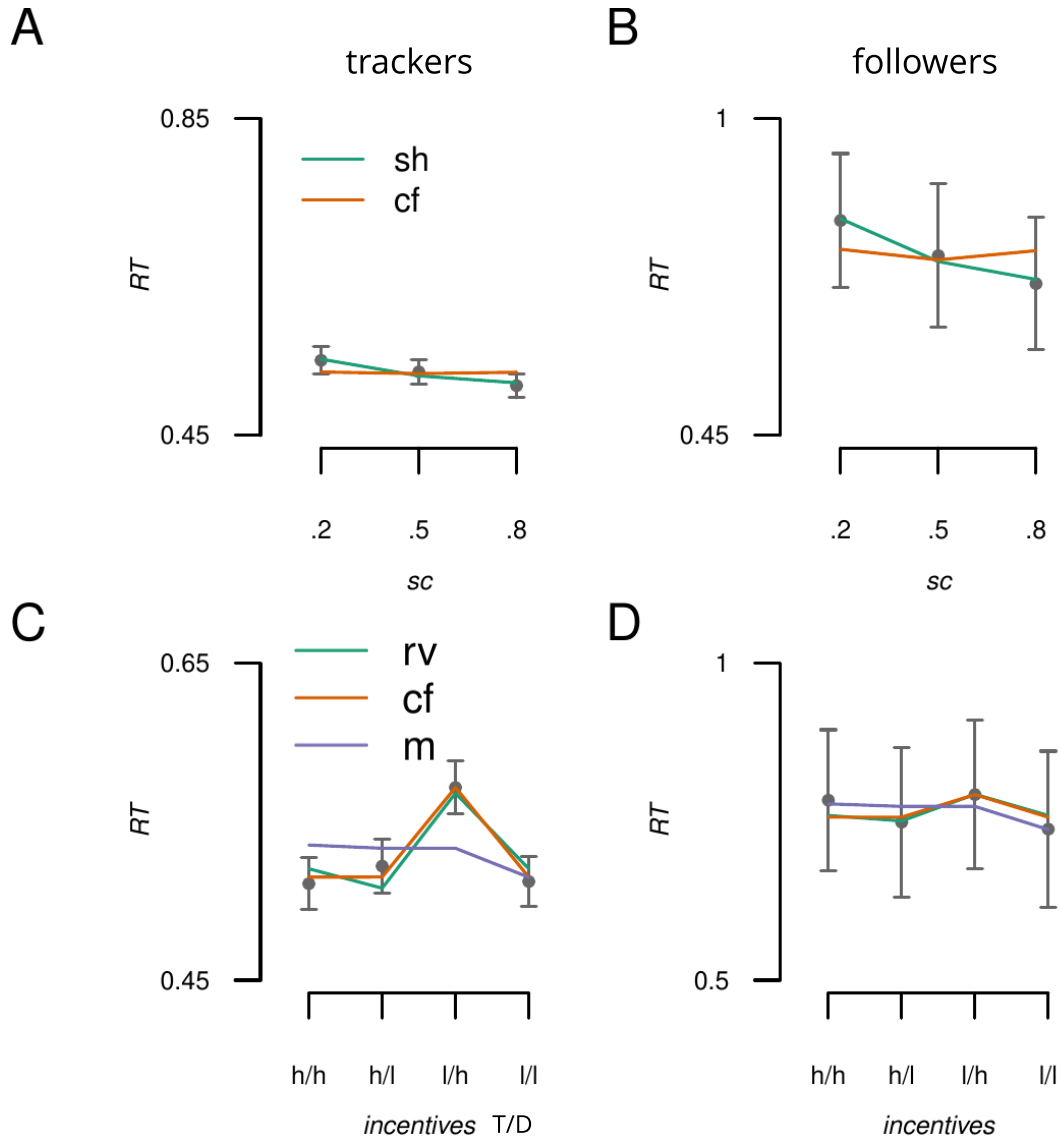 A
trackers
0.85
sh
cf
RT
0.45
.2 .5 .8
sc
B
followers
1
RT
0.45
.2 .5 .8
sc
C
0.65
rv
cf
m
RT
0.45
h/h h/l l/h l/l
incentives T/D
D
1
RT
0.5
h/h h/l l/h l/l
incentives